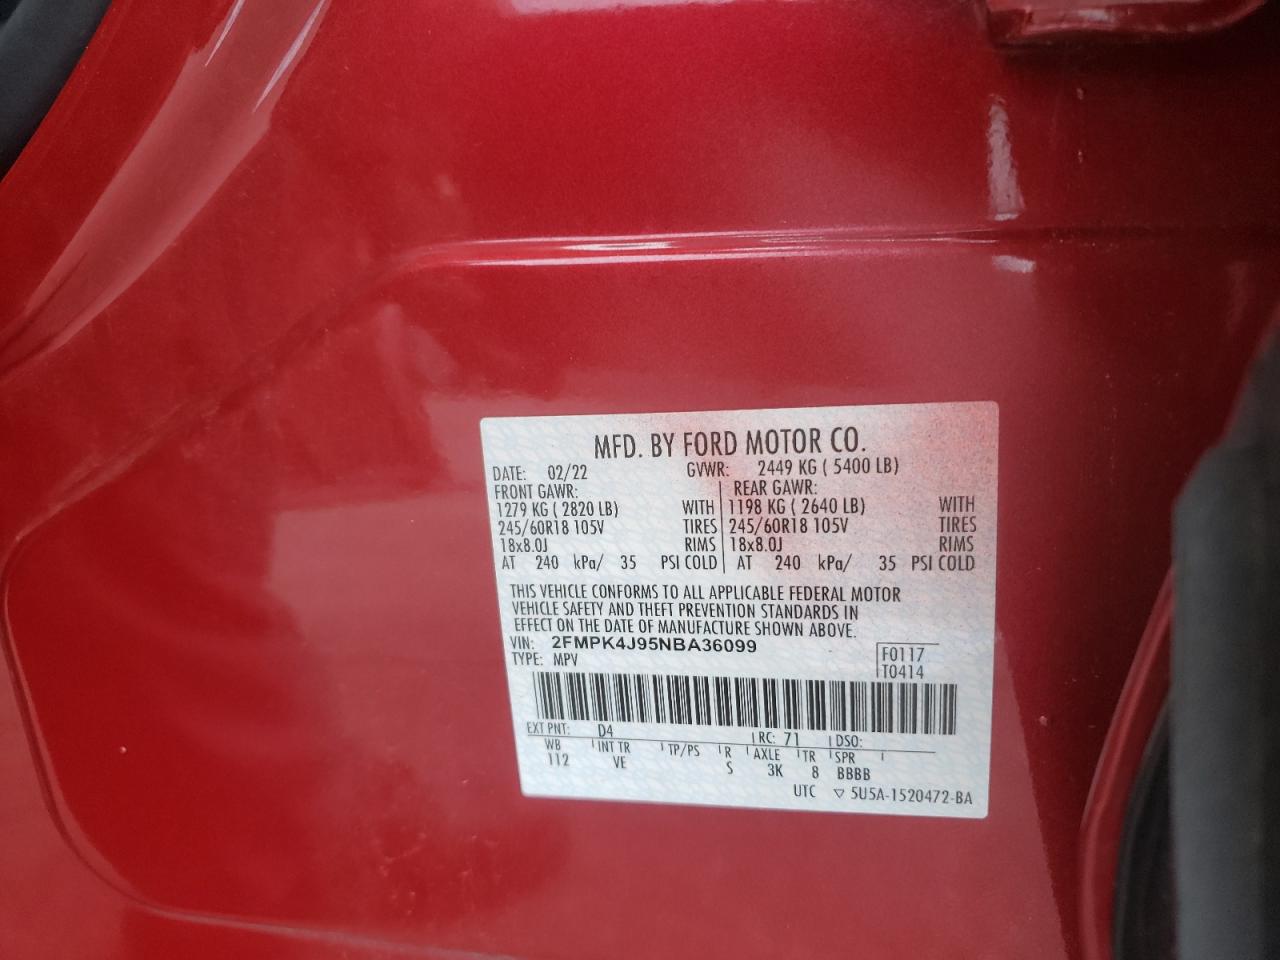 MFD. BY FORD MOTOR CO.
DATE: 02/22 GVWR: 2449 KG ( 5400 LB)
FRONT GAWR: REAR GAWR:
1279 KG ( 2820 LB) WITH 1198 KG ( 2640 LB) WITH
245/60R18 105V TIRES 245/60R18 105V TIRES
18x8.0J RIMS 18x8.0J RIMS
AT 240 kPa/ 35 PSI COLD AT 240 kPa/ 35 PSI COLD
THIS VEHICLE CONFORMS TO ALL APPLICABLE FEDERAL MOTOR
VEHICLE SAFETY AND THEFT PREVENTION STANDARDS IN
EFFECT ON THE DATE OF MANUFACTURE SHOWN ABOVE.
VIN: 2FMPK4J95NBA36099
TYPE: MPV F0117
T0414
EXT PNT: D4 RC: 71 DSO:
WB INT TR TP/PS R AXLE TR SPR
112 VE S 3K 8 BBBB
UTC ▽ 5U5A-1520472-BA